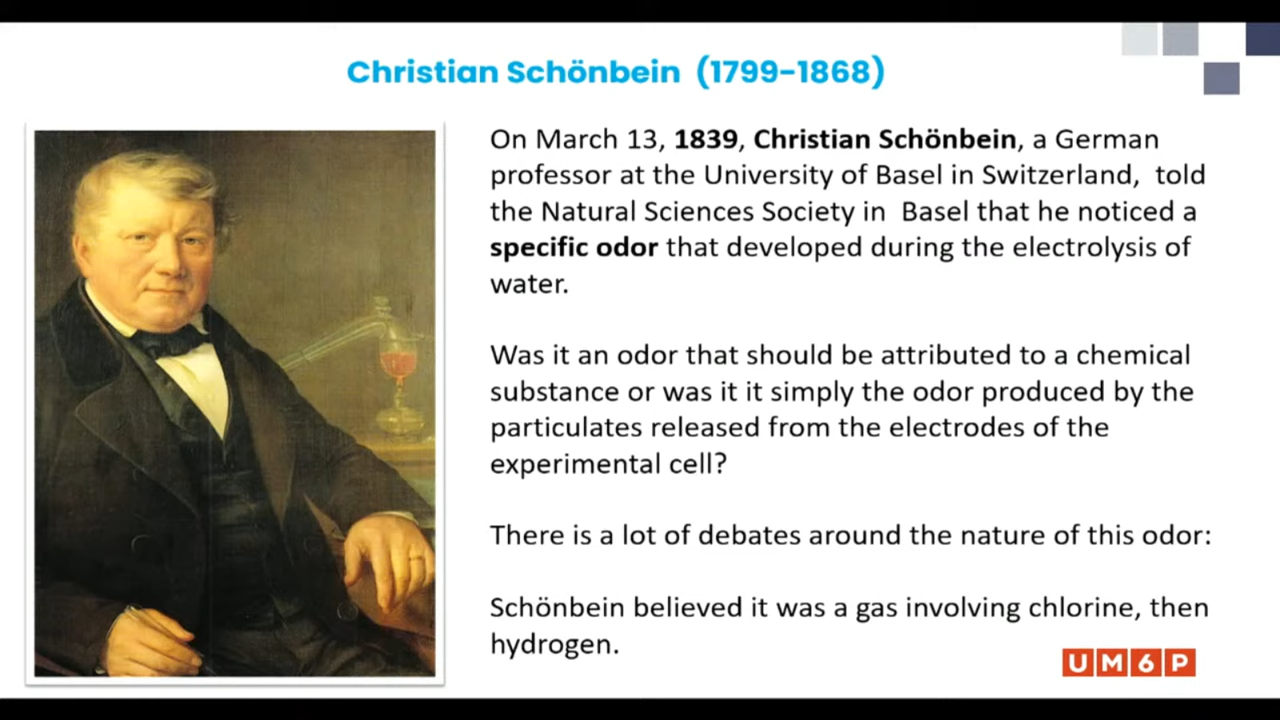 Christian Schönbein (1799-1868)
On March 13, 1839, Christian Schönbein, a German
professor at the University of Basel in Switzerland, told
the Natural Sciences Society in Basel that he noticed a
specific odor that developed during the electrolysis of
water.
Was it an odor that should be attributed to a chemical
substance or was it it simply the odor produced by the
particulates released from the electrodes of the
experimental cell?
There is a lot of debates around the nature of this odor:
Schönbein believed it was a gas involving chlorine, then
hydrogen.
UM6P